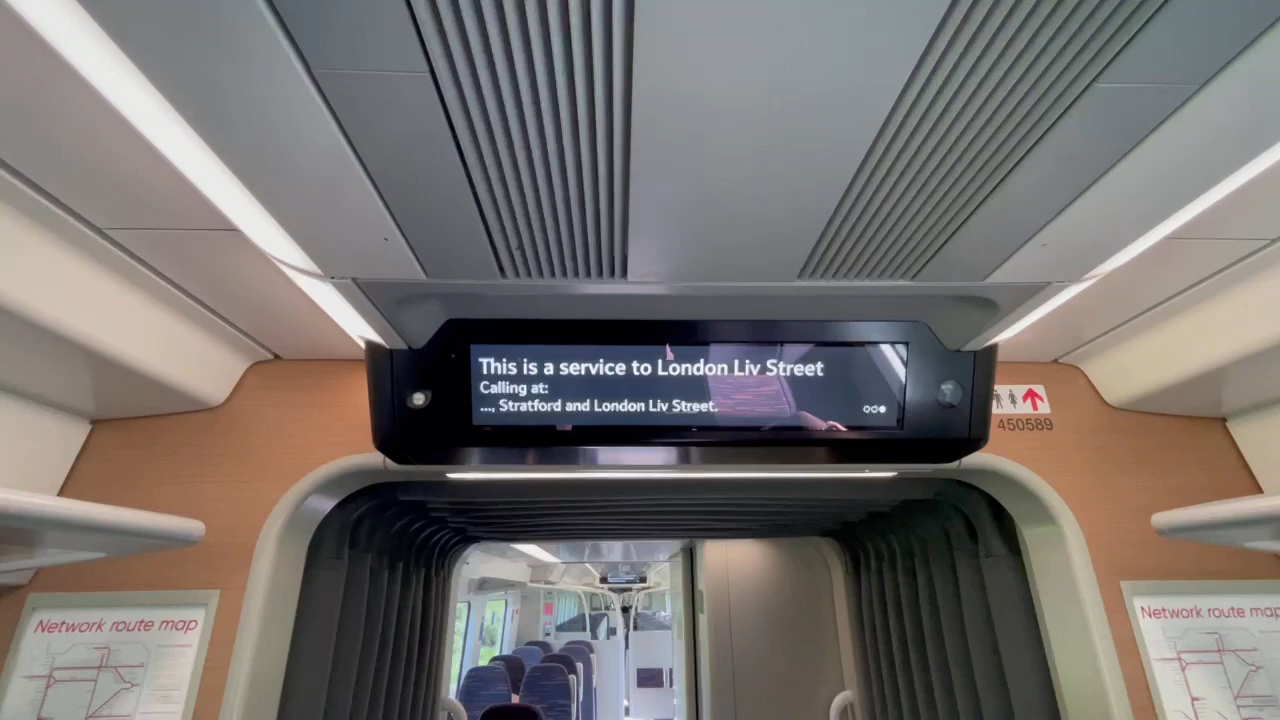 This is a service to London Liv Street
Calling at:
..., Stratford and London Liv Street.
450589
Network route map
Network route map